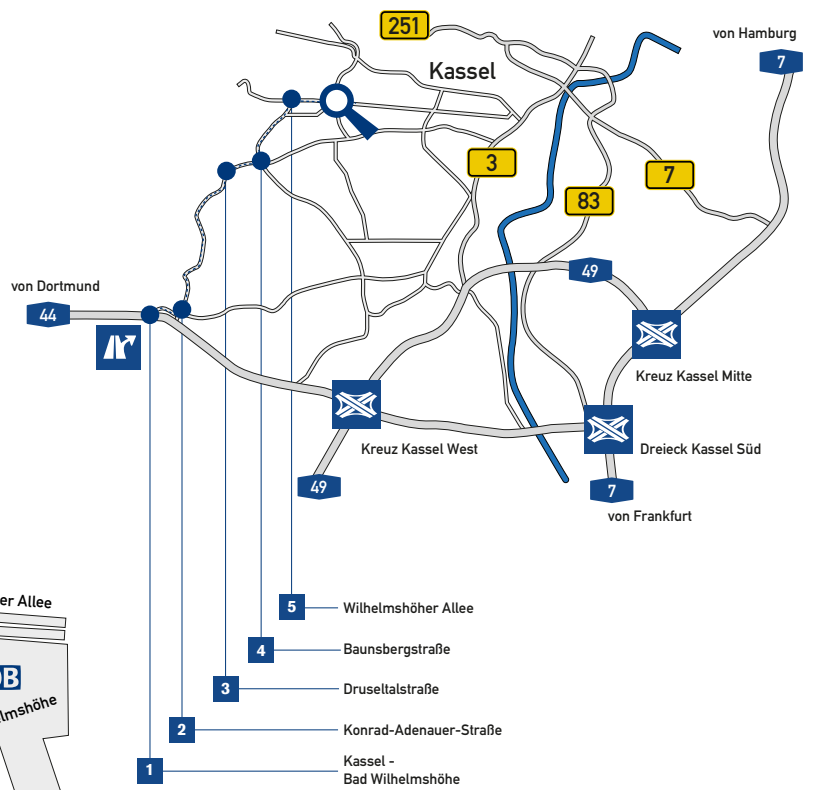 251
von Hamburg
7
Kassel
3
7
83
49
von Dortmund
44
Kreuz Kassel Mitte
Kreuz Kassel West
Dreieck Kassel Süd
49
7
von Frankfurt
er Allee
5 Wilhelmshöher Allee
4 Baunsbergstraße
B
lmshöhe
3 Druseltalstraße
2 Konrad-Adenauer-Straße
1 Kassel -
Bad Wilhelmshöhe